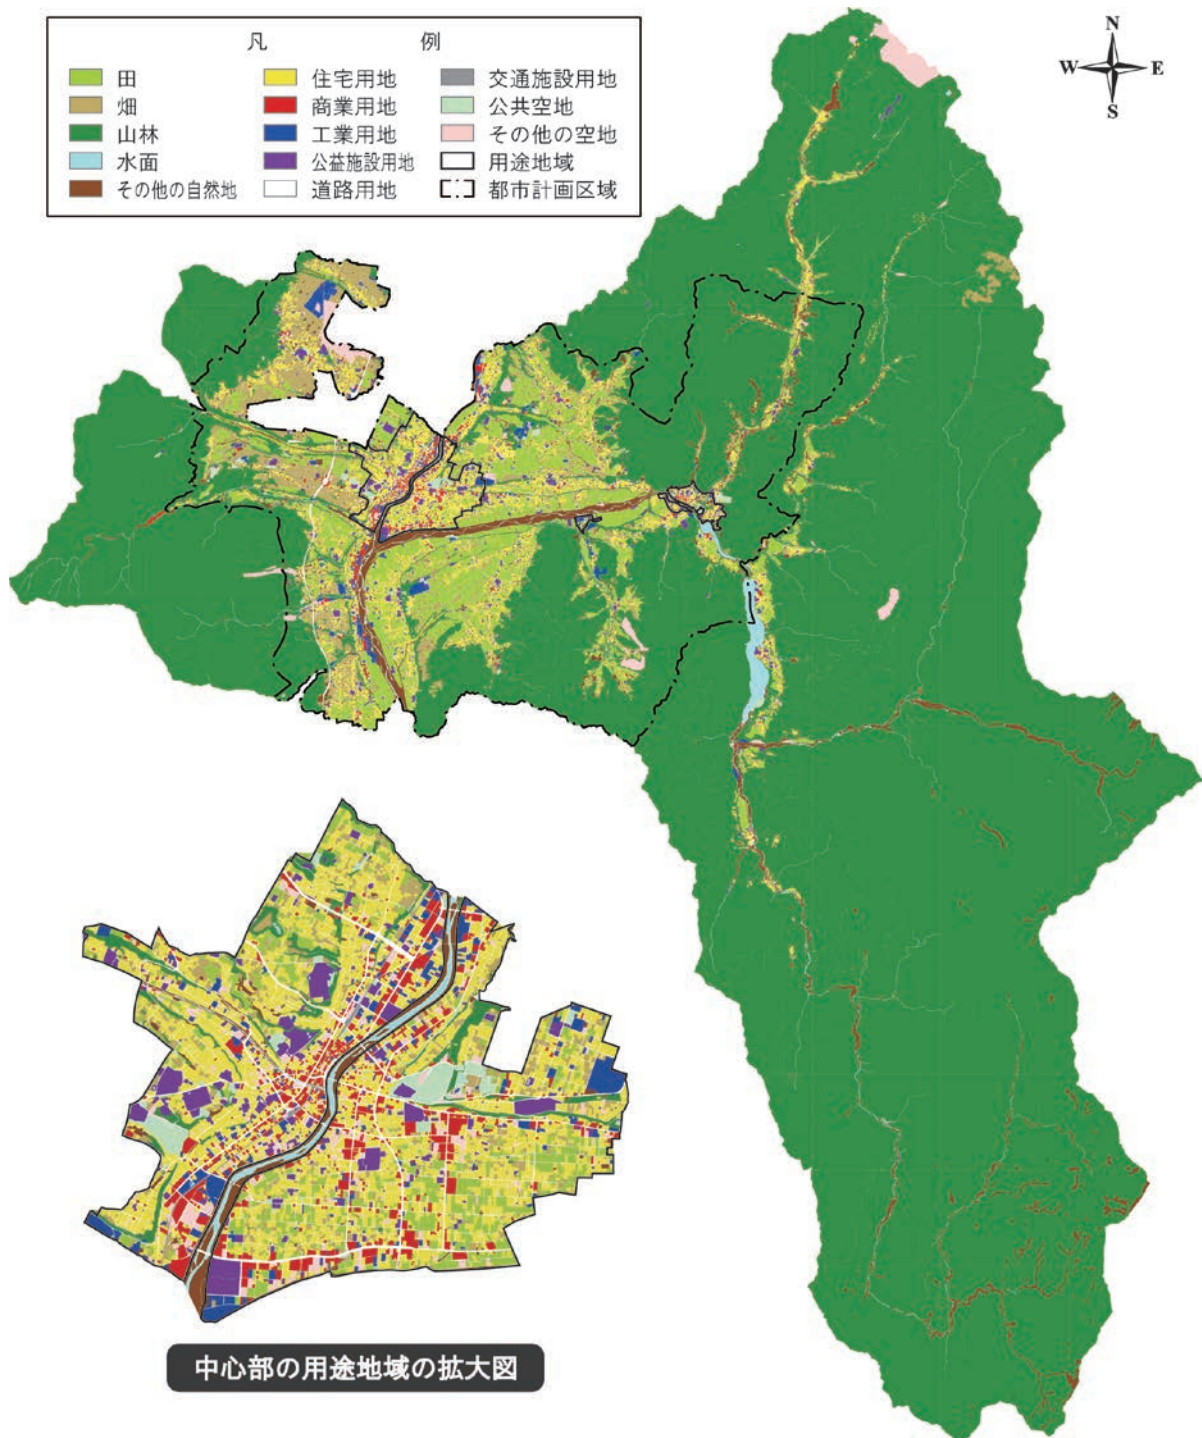 凡 例
田 住宅用地 交通施設用地
畑 商業用地 公共空地
山林 工業用地 その他の空地
水面 公益施設用地 用途地域
その他の自然地 道路用地 都市計画区域
N
W E
S
中心部の用途地域の拡大図